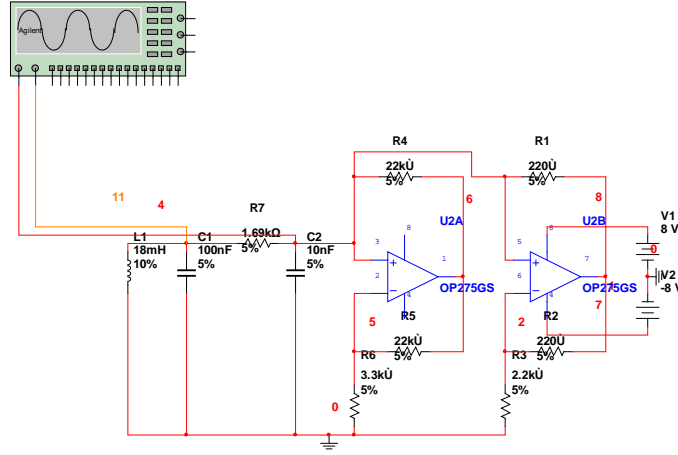 Agilent
R4
22kÙ
5%
R1
220Ù
5%
6
8
11
4
R7
1.69kΩ
5%
U2A
U2B
V1
8 V
0
L1
18mH
10%
C1
100nF
5%
C2
10nF
5%
3
2
8
1
4
OP275GS
5
6
8
7
4
OP275GS
1
V2
-8 V
7
5
R5
22kÙ
5%
2
R2
220Ù
5%
R6
3.3kÙ
5%
R3
2.2kÙ
5%
0